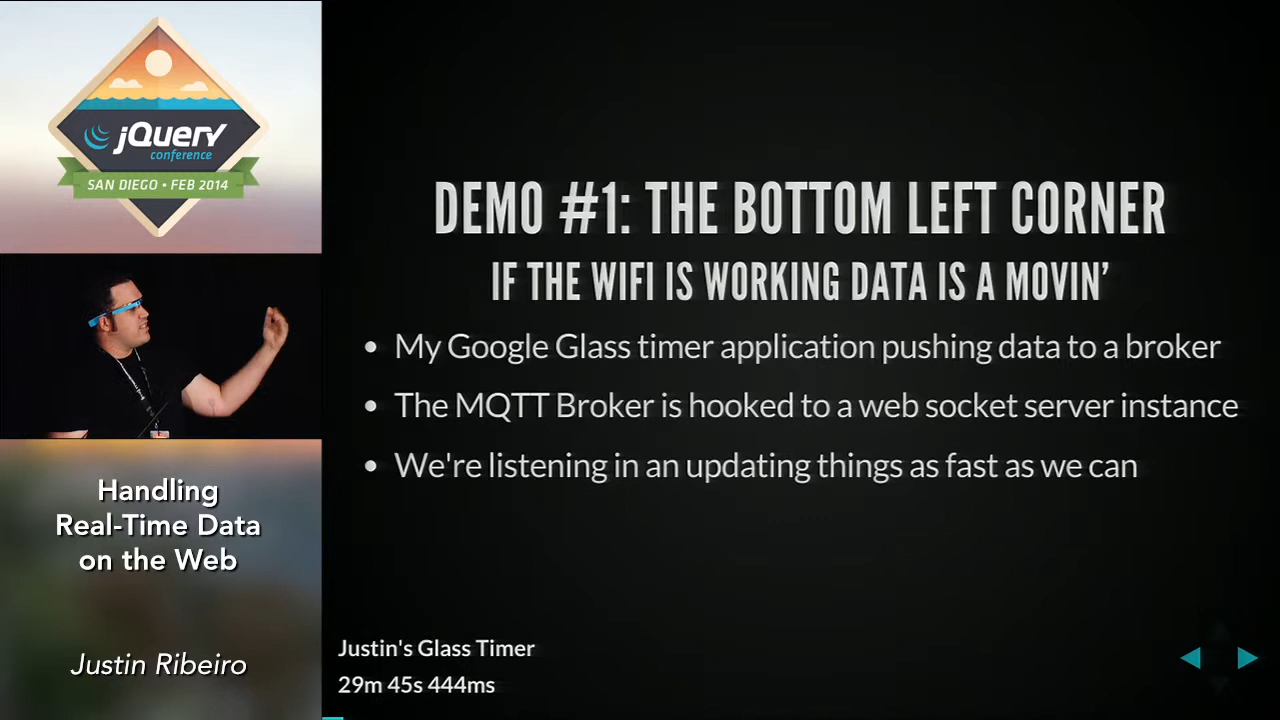 jQuery
conference
SAN DIEGO • FEB 2014
Handling
Real-Time Data
on the Web
Justin Ribeiro
DEMO #1: THE BOTTOM LEFT CORNER
IF THE WIFI IS WORKING DATA IS A MOVIN’
• My Google Glass timer application pushing data to a broker
• The MQTT Broker is hooked to a web socket server instance
• We're listening in an updating things as fast as we can
Justin's Glass Timer
29m 45s 444ms